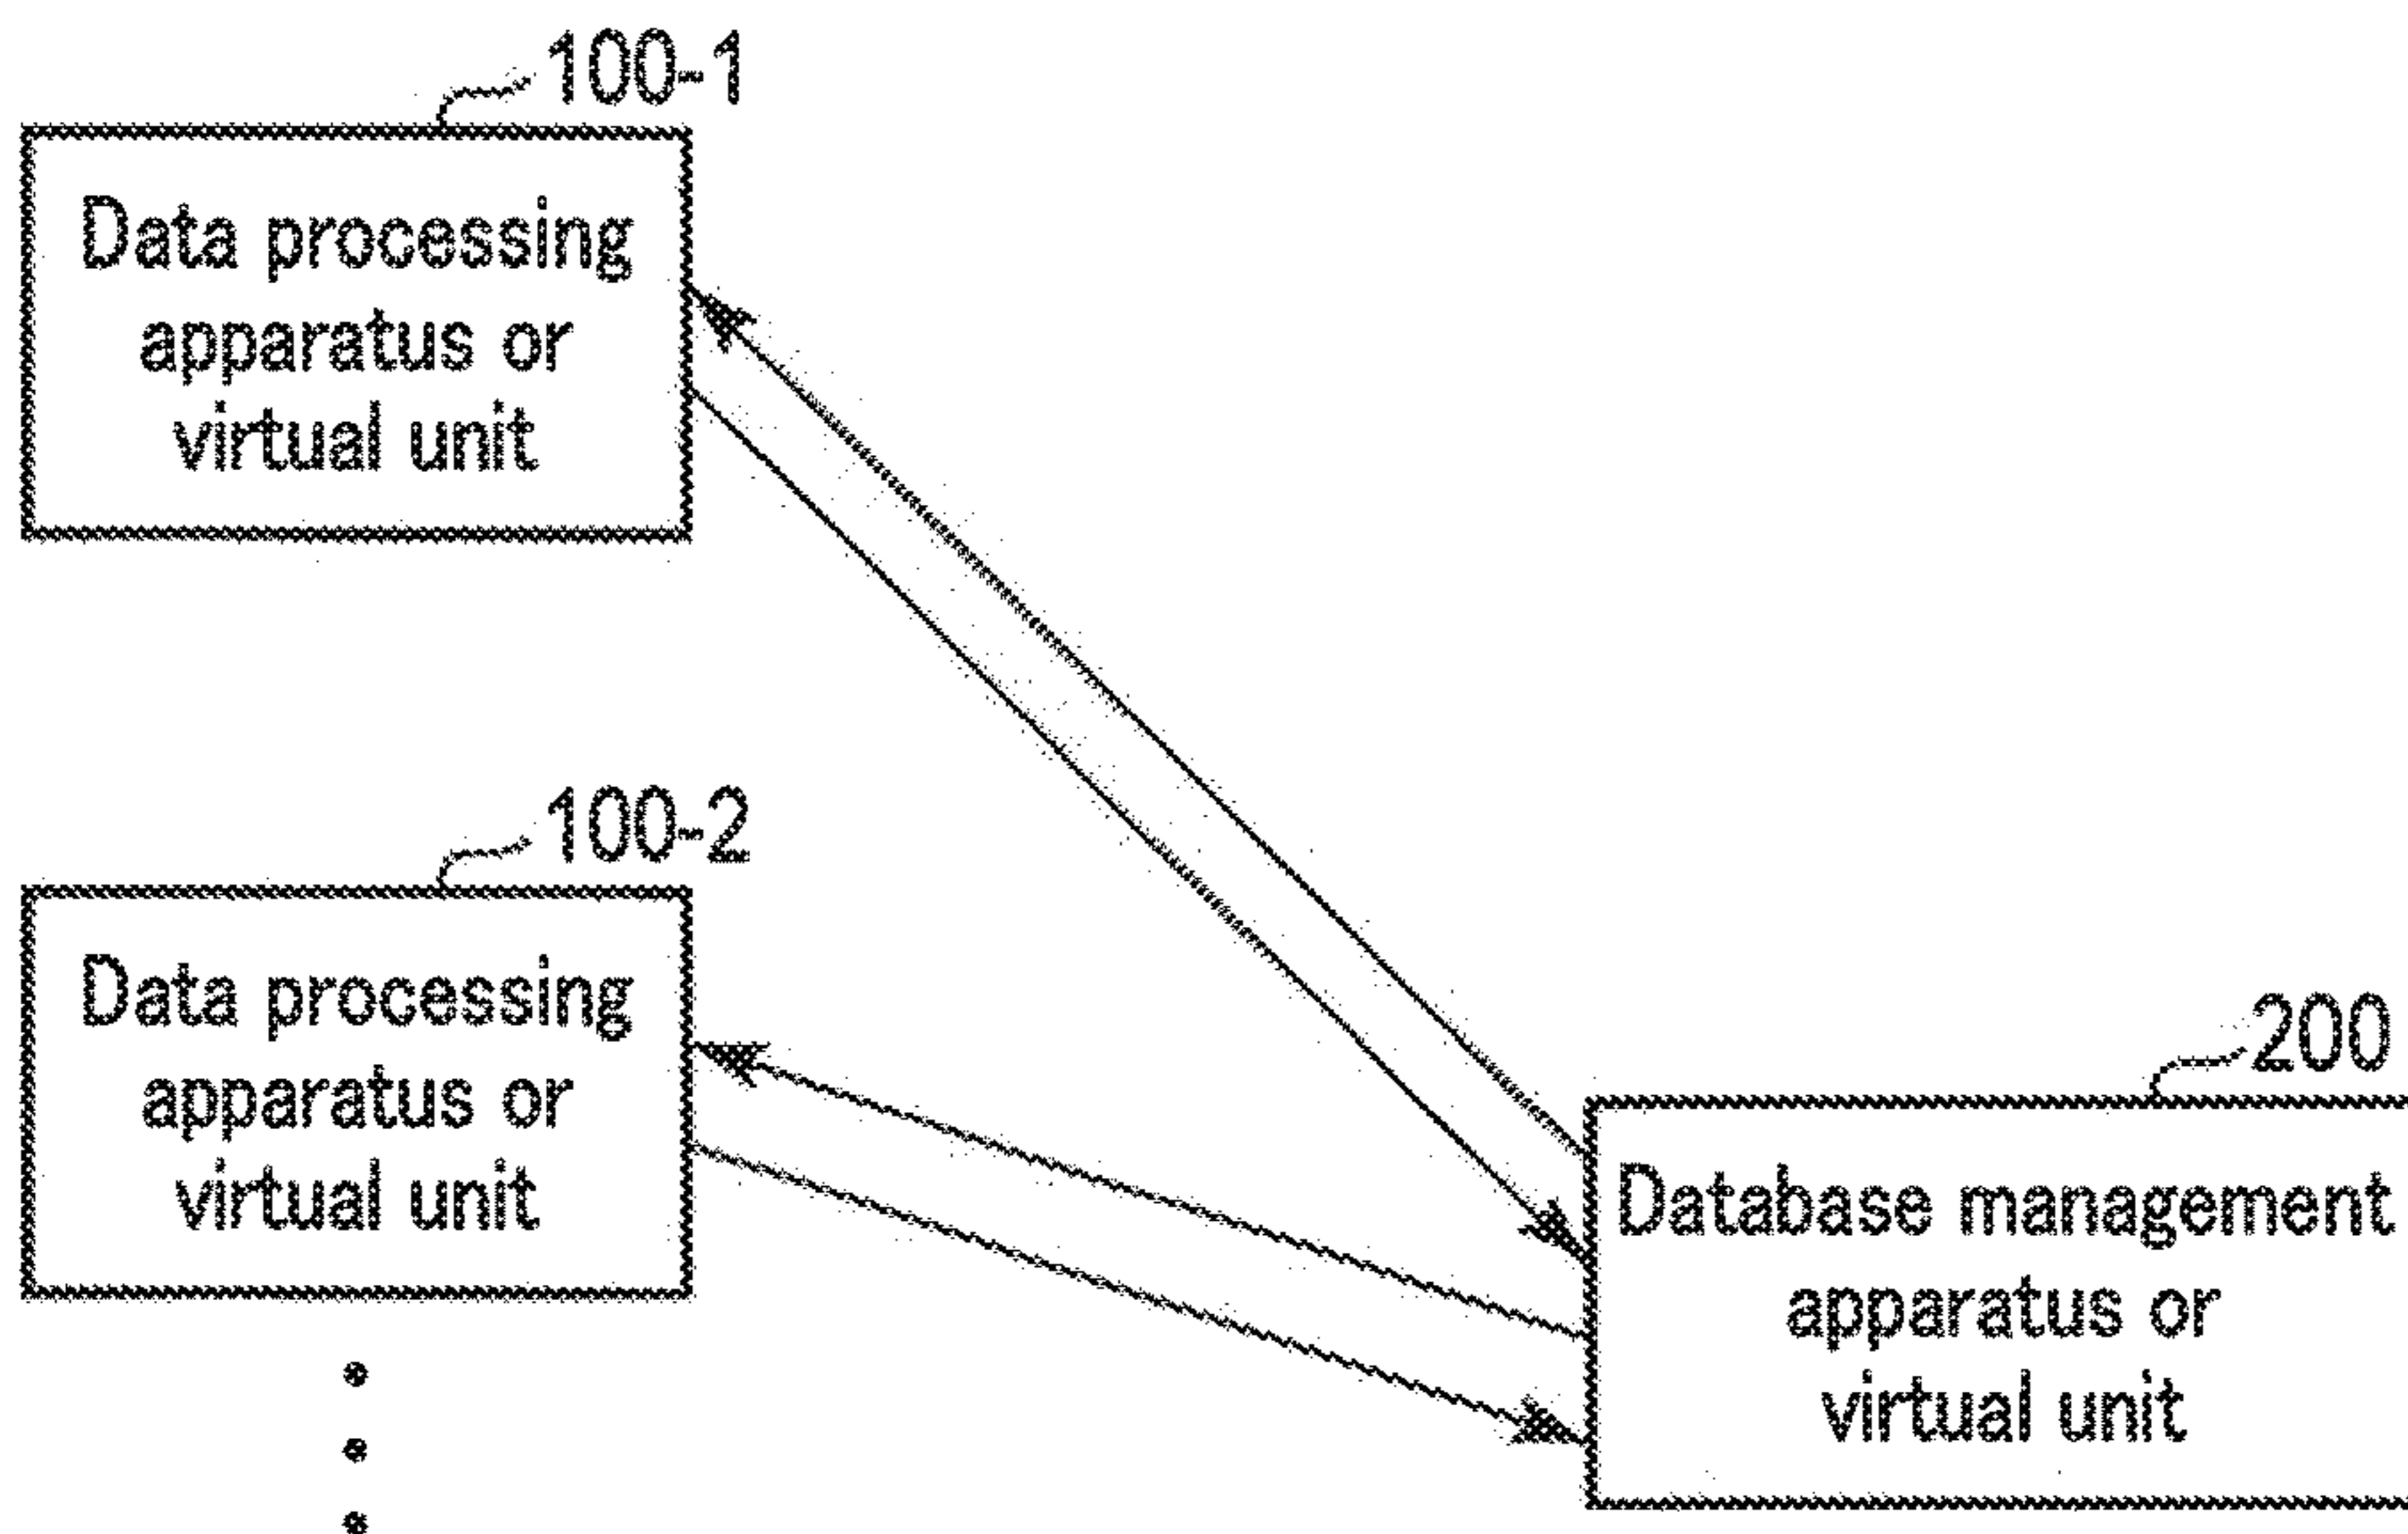 100-1
Data processing
apparatus or
virtual unit
100-2
Data processing
apparatus or
virtual unit
200
Database management
apparatus or
virtual unit